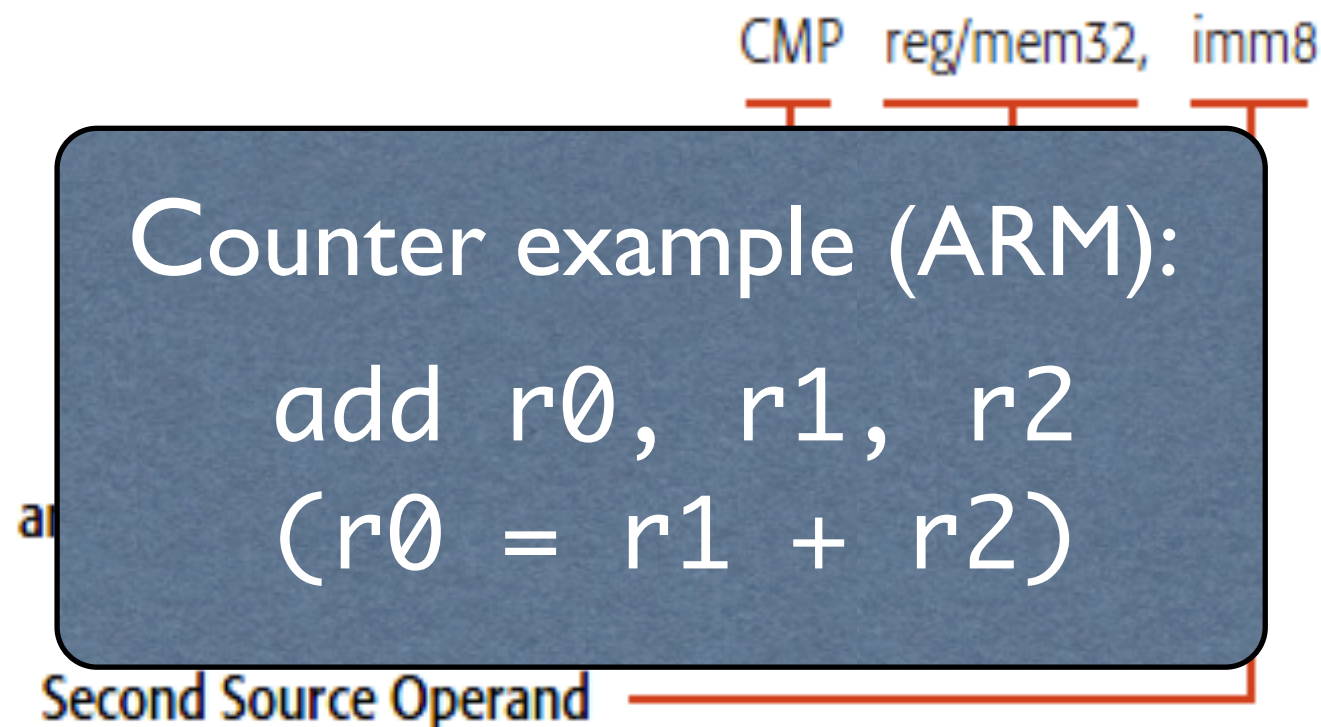 CMP reg/mem32, imm8
Counter example (ARM):
add r0, r1, r2
(r0 = r1 + r2)
Second Source Operand